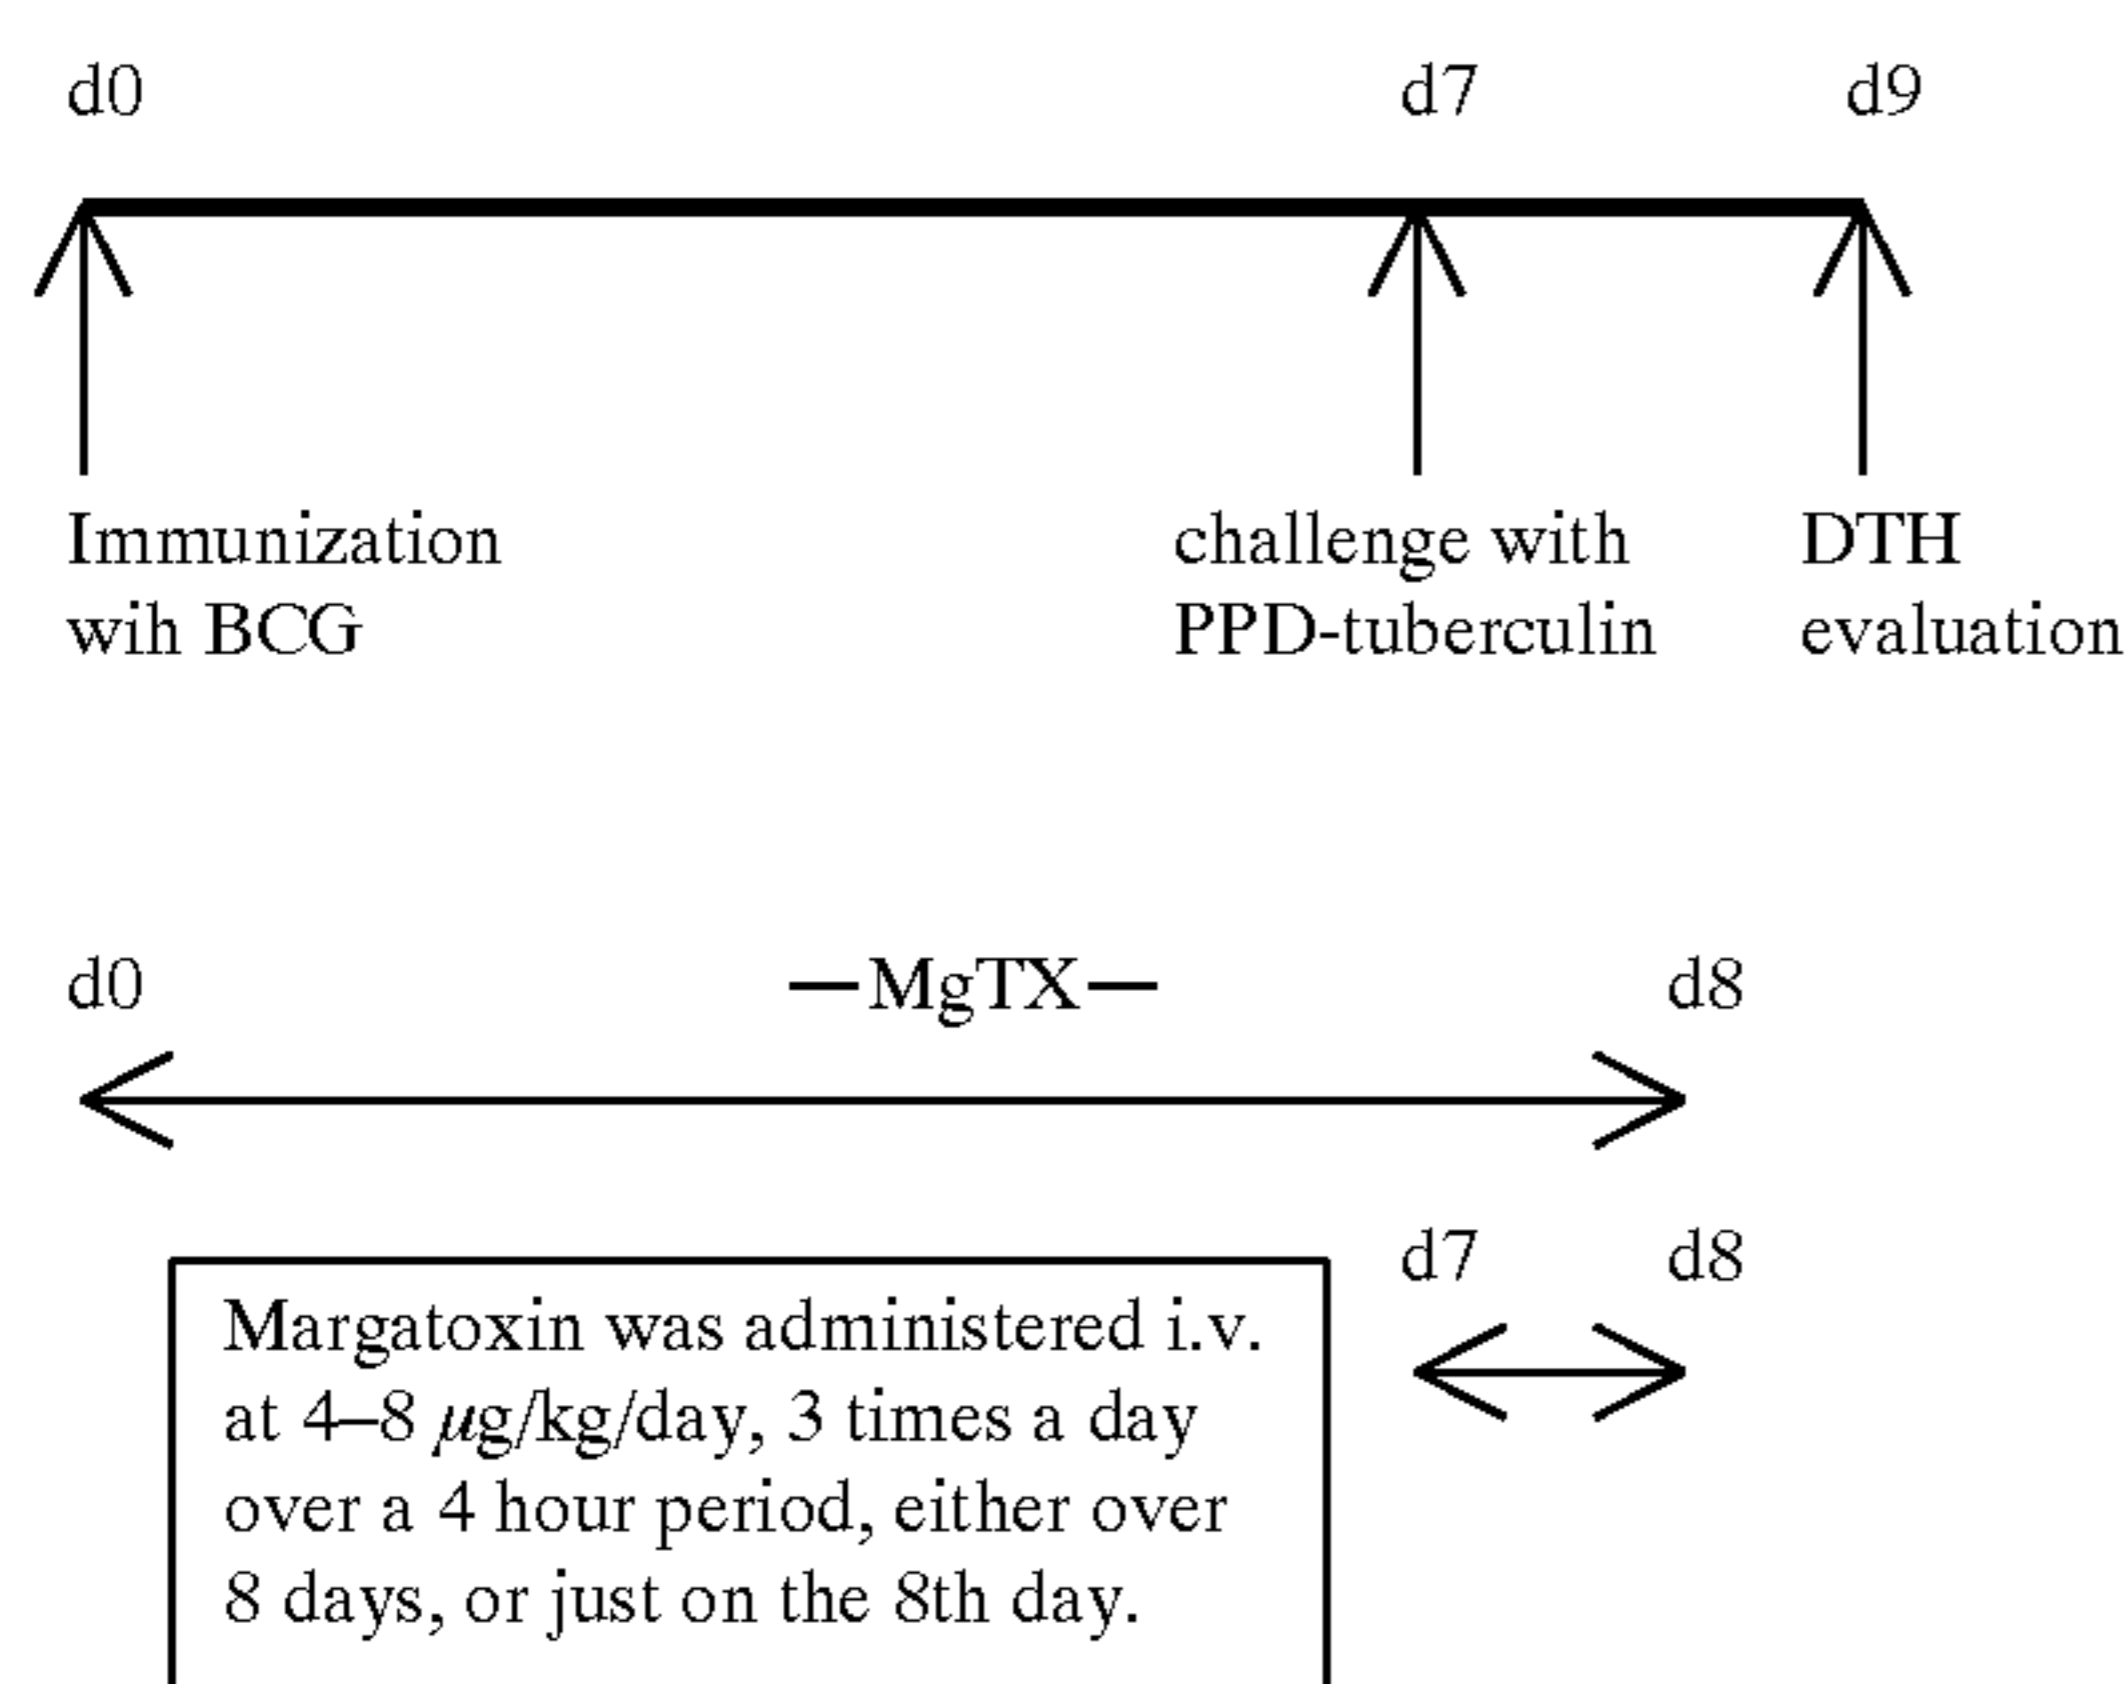 d0 d7 d9
Immunization
wih BCG
challenge with
PPD-tuberculin
DTH
evaluation
d0 —MgTX— d8
d7 d8
Margatoxin was administered i.v.
at 4–8 μg/kg/day, 3 times a day
over a 4 hour period, either over
8 days, or just on the 8th day.